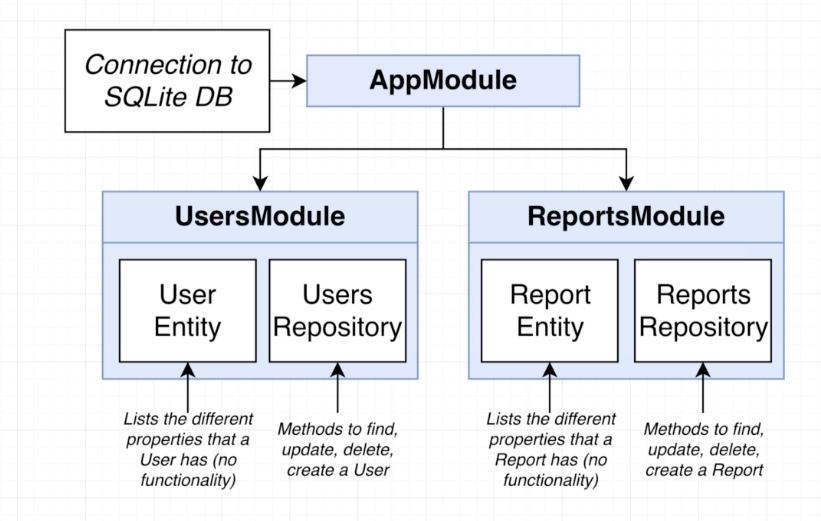 Connection to
SQLite DB
AppModule
UsersModule
User
Entity
Users
Repository
Lists the different
properties that a
User has (no
functionality)
Methods to find,
update, delete,
create a User
ReportsModule
Report
Entity
Reports
Repository
Lists the different
properties that a
Report has (no
functionality)
Methods to find,
update, delete,
create a Report